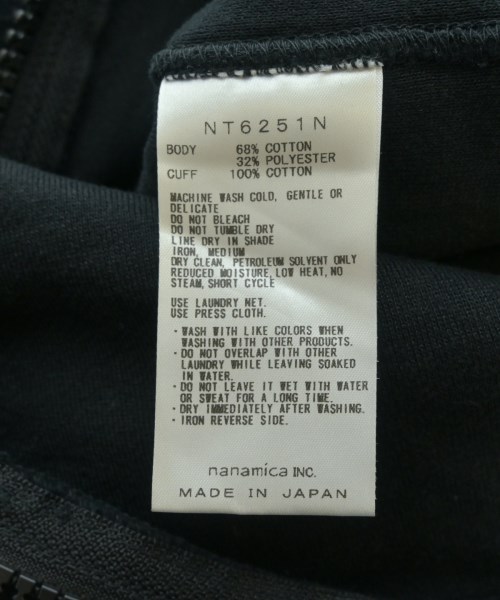 NT6251N
BODY 68% COTTON
32% POLYESTER
CUFF 100% COTTON
MACHINE WASH COLD, GENTLE OR
DELICATE
DO NOT BLEACH
DO NOT TUMBLE DRY
LINE DRY IN SHADE
IRON, MEDIUM
DRY CLEAN, PETROLEUM SOLVENT ONLY
REDUCED MOISTURE, LOW HEAT, NO
STEAM, SHORT CYCLE
USE LAUNDRY NET.
USE PRESS CLOTH.
・WASH WITH LIKE COLORS WHEN
WASHING WITH OTHER PRODUCTS.
・DO NOT OVERLAP WITH OTHER
LAUNDRY WHILE LEAVING SOAKED
IN WATER.
・DO NOT LEAVE IT WET WITH WATER
OR SWEAT FOR A LONG TIME.
・DRY IMMEDIATELY AFTER WASHING.
・IRON REVERSE SIDE.
nanamica INC.
MADE IN JAPAN